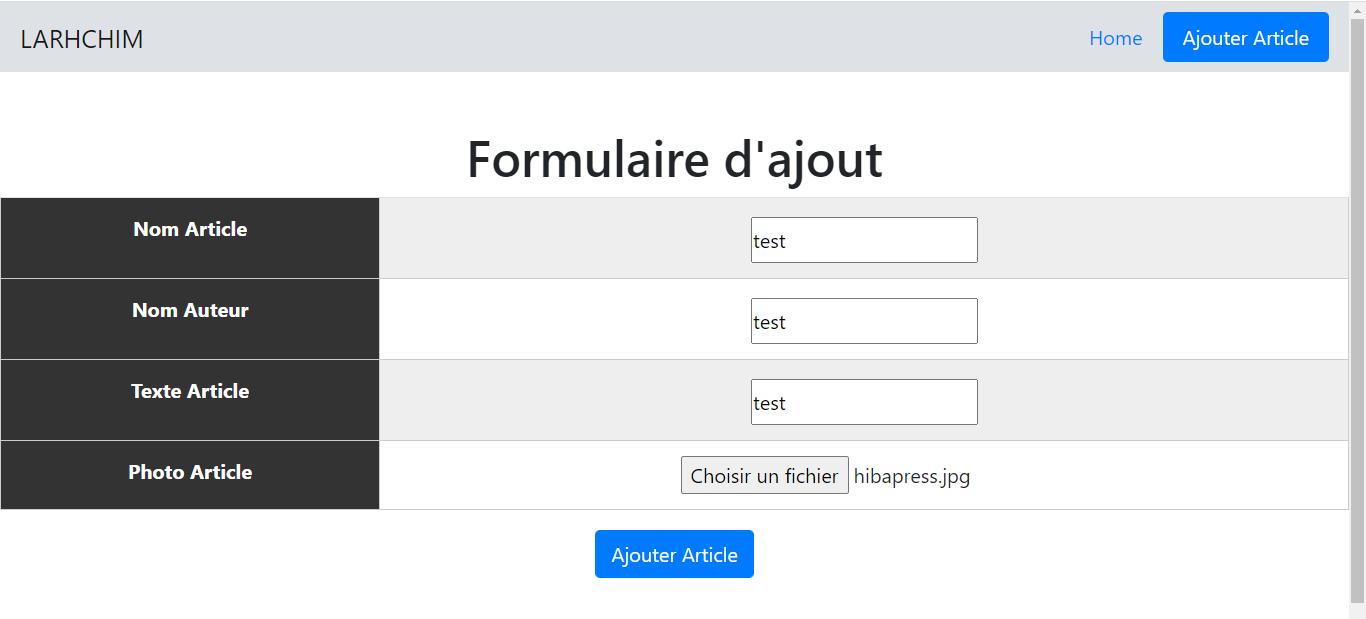 LARHCHIM
Home
Ajouter Article
Formulaire d'ajout
Nom Article
test
Nom Auteur
test
Texte Article
test
Photo Article
Choisir un fichier hibapress.jpg
Ajouter Article